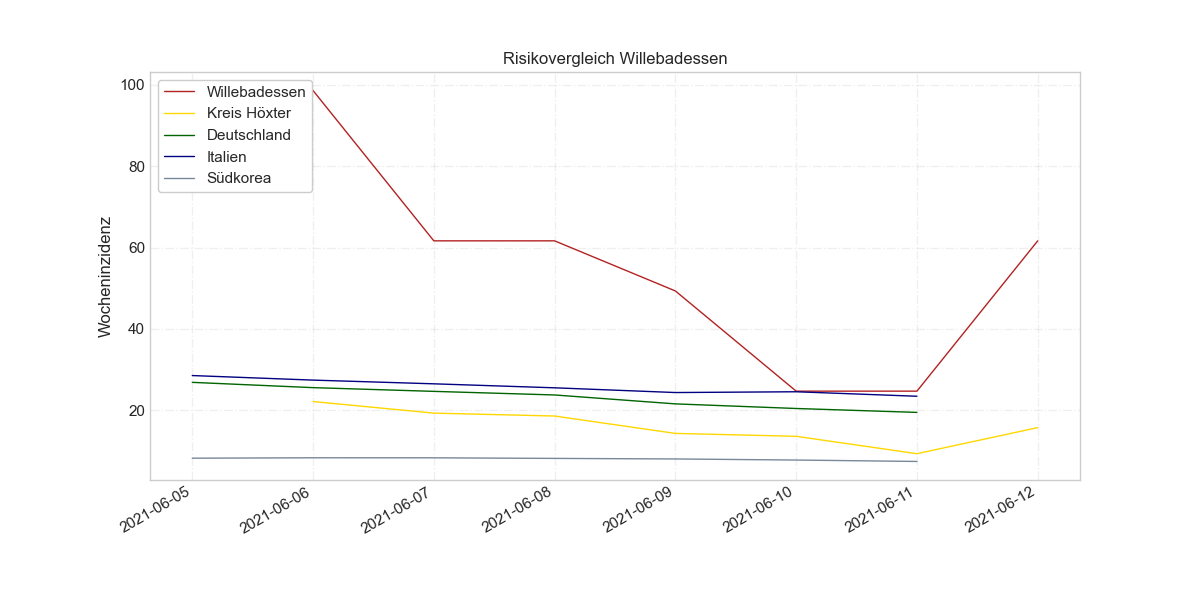 Risikovergleich Willebadessen
Willebadessen
Kreis Höxter
Deutschland
Italien
Südkorea
Wocheninzidenz
100
80
60
40
20
2021-06-05
2021-06-06
2021-06-07
2021-06-08
2021-06-09
2021-06-10
2021-06-11
2021-06-12